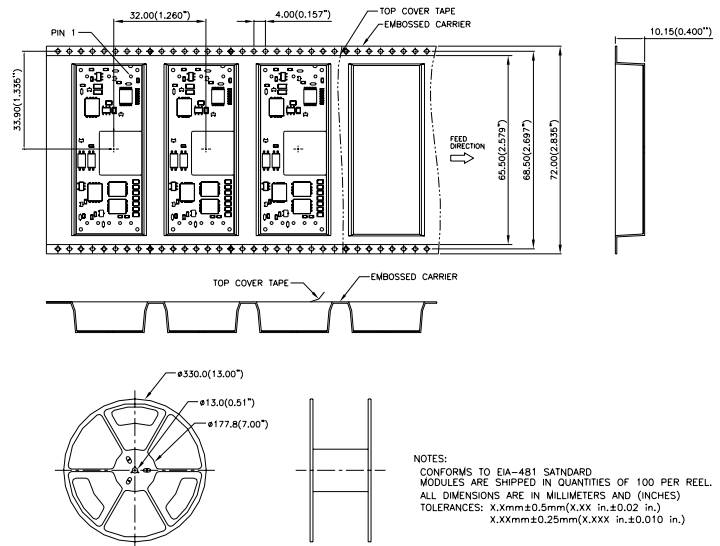 32.00(1.260")
4.00(0.157")
TOP COVER TAPE
EMBOSSED CARRIER
PIN 1
10.15(0.400")
33.90(1.335")
FEED
DIRECTION
65.50(2.579")
68.50(2.697")
72.00(2.835")
TOP COVER TAPE
EMBOSSED CARRIER
ø330.0(13.00")
ø13.0(0.51")
ø177.8(7.00")
NOTES:
CONFORMS TO EIA-481 SATNDARD
MODULES ARE SHIPPED IN QUANTITIES OF 100 PER REEL.
ALL DIMENSIONS ARE IN MILLIMETERS AND (INCHES)
TOLERANCES: X.Xmm±0.5mm(X.XX in.±0.02 in.)
X.XXmm±0.25mm(X.XXX in.±0.010 in.)